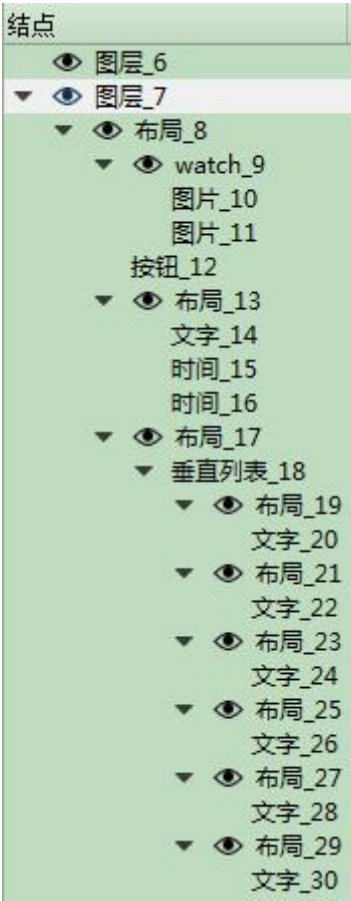 结点
图层_6
图层_7
布局_8
watch_9
图片_10
图片_11
按钮_12
布局_13
文字_14
时间_15
时间_16
布局_17
垂直列表_18
布局_19
文字_20
布局_21
文字_22
布局_23
文字_24
布局_25
文字_26
布局_27
文字_28
布局_29
文字_30